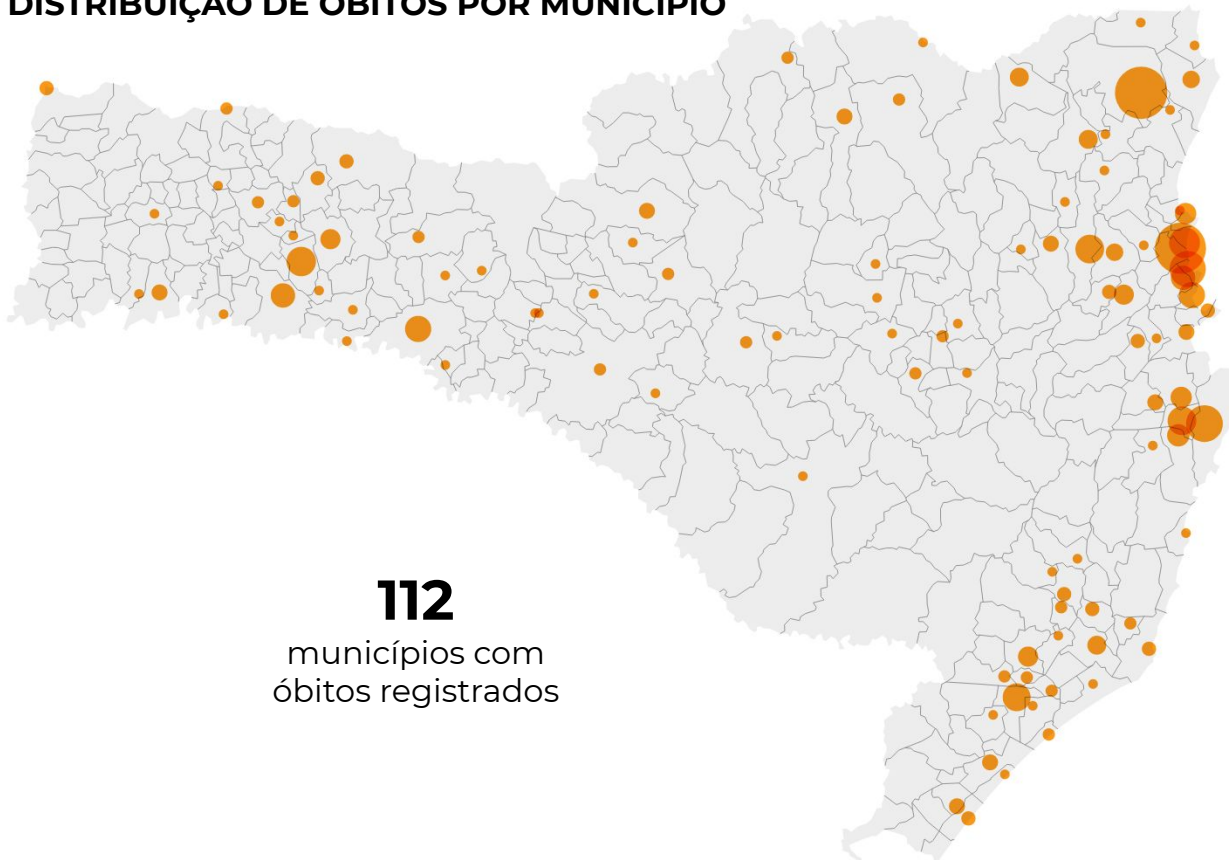 DISTRIBUIÇÃO DE ÓBITOS POR MUNICÍPIO
112
municípios com
óbitos registrados